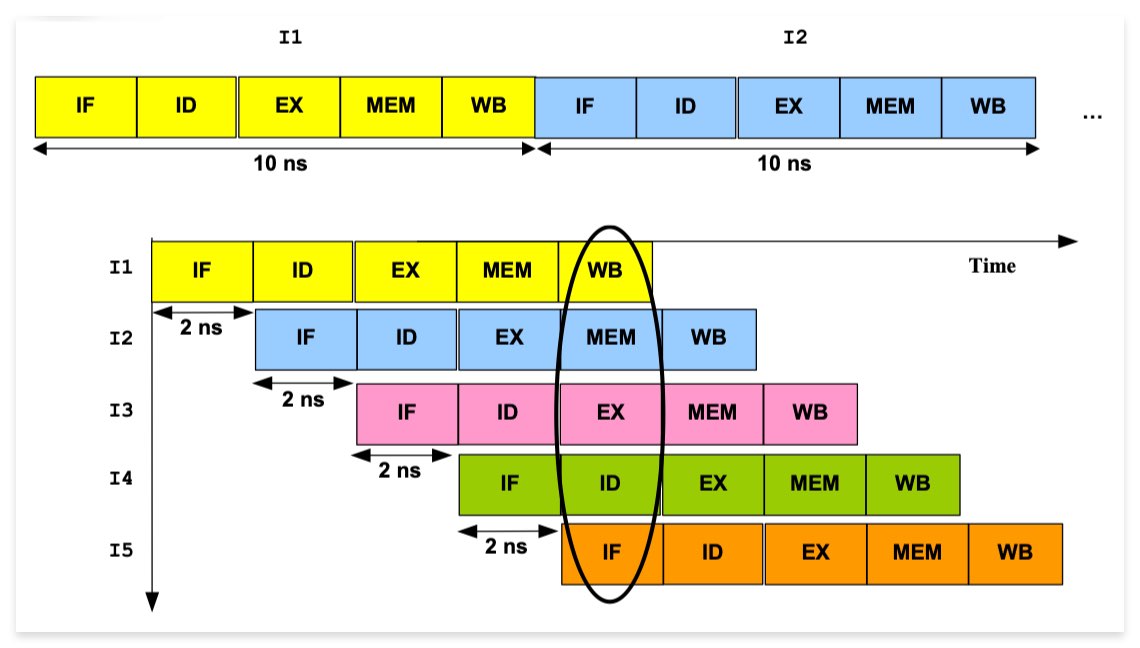 I1 I2
IF ID EX MEM WB IF ID EX MEM WB ...
10 ns 10 ns
Time
I1 IF ID EX MEM WB
2 ns
I2 IF ID EX MEM WB
2 ns
I3 IF ID EX MEM WB
2 ns
I4 IF ID EX MEM WB
2 ns
I5 IF ID EX MEM WB